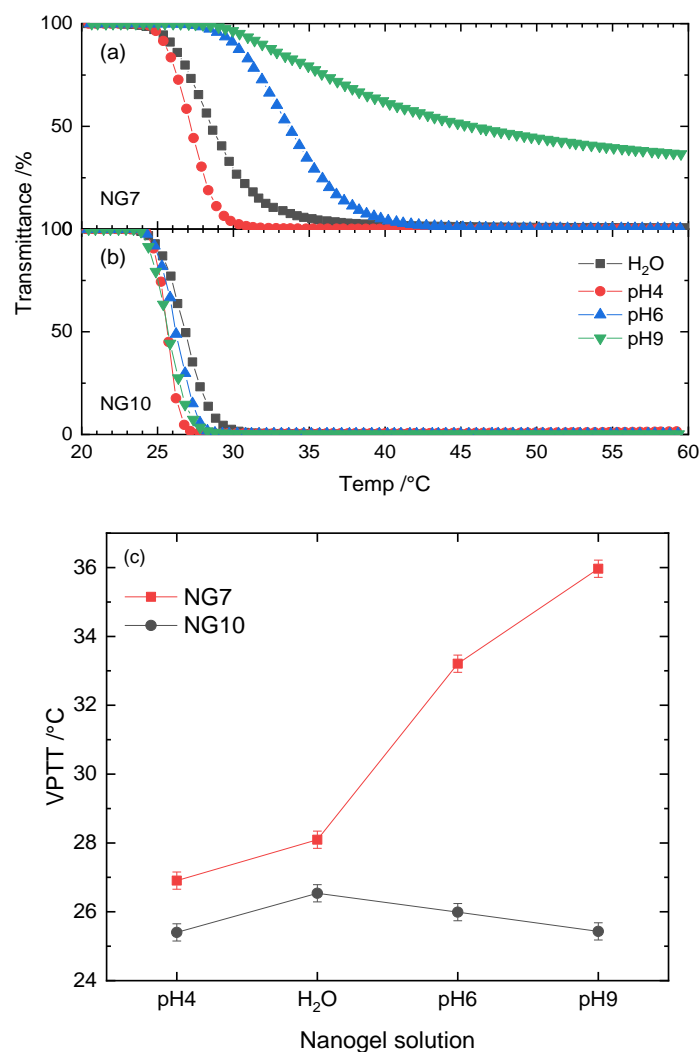 100
(a)
50
NG7
0
100
(b)
H₂O
pH4
pH6
pH9
50
NG10
0
20 25 30 35 40 45 50 55 60
Transmittance /%
Temp /°C
(c)
36
NG7
NG10
34
32
30
28
26
24
VPTT /°C
pH4 H₂O pH6 pH9
Nanogel solution